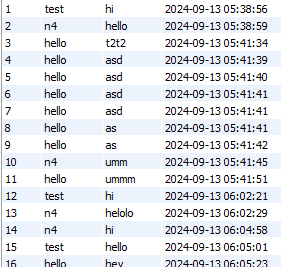 1 test hi 2024-09-13 05:38:56
2 n4 hello 2024-09-13 05:38:59
3 hello t2t2 2024-09-13 05:41:34
4 hello asd 2024-09-13 05:41:39
5 hello asd 2024-09-13 05:41:40
6 hello asd 2024-09-13 05:41:41
7 hello asd 2024-09-13 05:41:41
8 hello as 2024-09-13 05:41:41
9 hello as 2024-09-13 05:41:42
10 n4 umm 2024-09-13 05:41:45
11 hello ummm 2024-09-13 05:41:51
12 test hi 2024-09-13 06:02:21
13 n4 helolo 2024-09-13 06:02:29
14 n4 hi 2024-09-13 06:04:58
15 test hello 2024-09-13 06:05:01
16 hello hey 2024-09-13 06:05:23